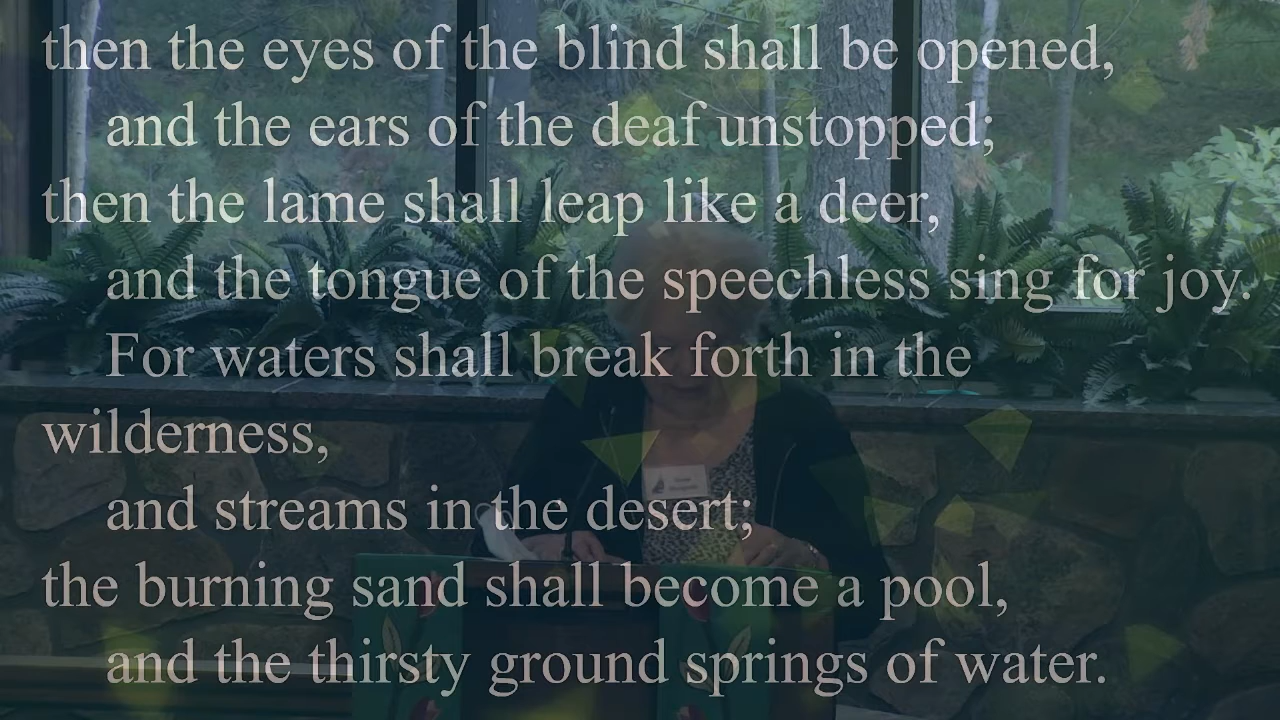 then the eyes of the blind shall be opened,
and the ears of the deaf unstopped;
then the lame shall leap like a deer,
and the tongue of the speechless sing for joy.
For waters shall break forth in the
wilderness,
and streams in the desert;
the burning sand shall become a pool,
and the thirsty ground springs of water.